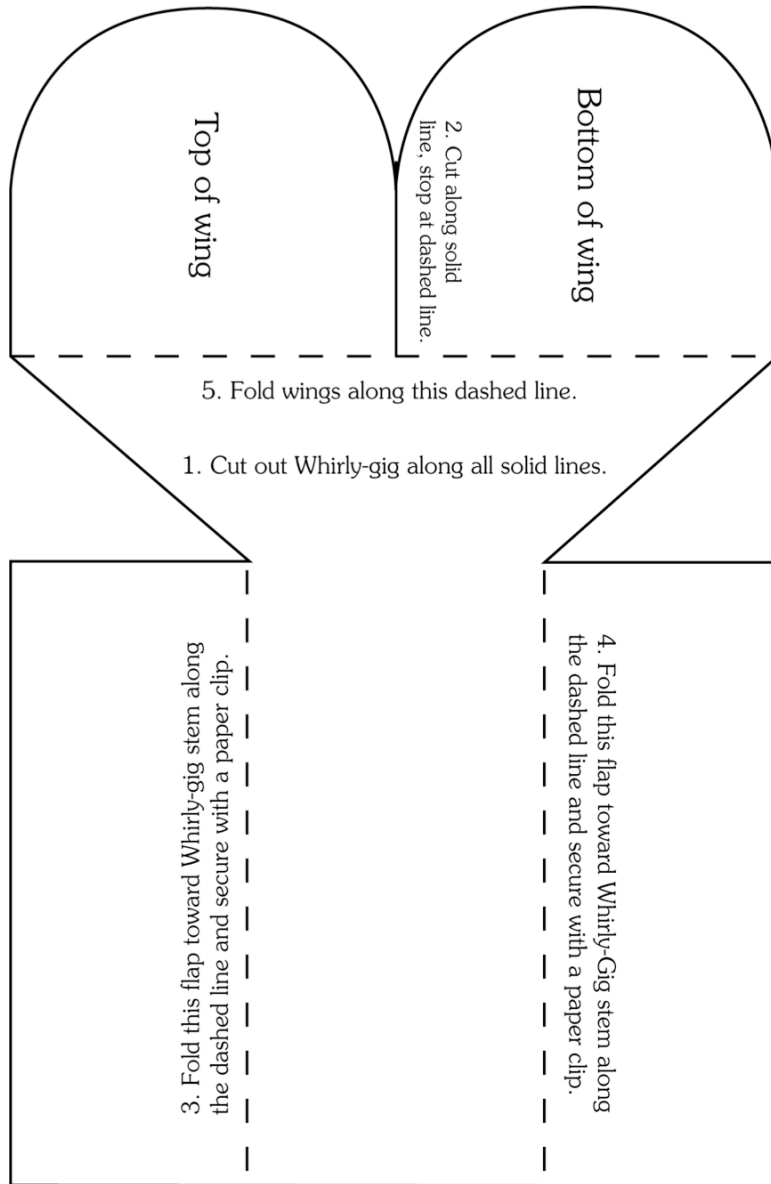 Top of wing
2. Cut along solid
line, stop at dashed line.
Bottom of wing
5. Fold wings along this dashed line.
1. Cut out Whirly-gig along all solid lines.
3. Fold this flap toward Whirly-gig stem along
the dashed line and secure with a paper clip.
4. Fold this flap toward Whirly-Gig stem along
the dashed line and secure with a paper clip.